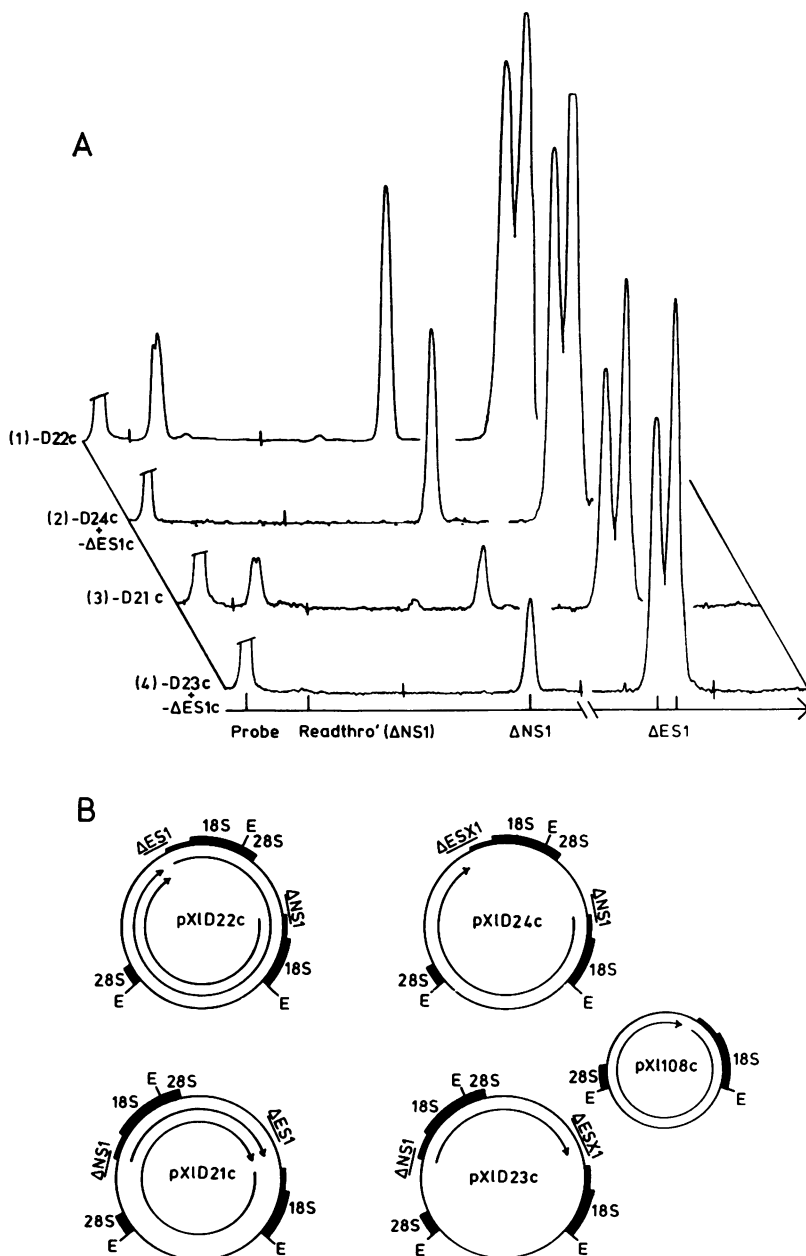 A
(1)-D22c
(2)-D24c
+
-ΔES1c
(3)-D21c
(4)-D23c
+
-ΔES1c
Probe Readthro' (ΔNS1) ΔNS1 ΔES1
B
ΔES1 18S E 28S
ΔNS1
pXlD22c
28S
E
18S
E
ΔESX1 18S E 28S
ΔNS1
pXlD24c
28S
E
18S
E
pXl108c
18S
28S
E
E
E 28S
18S
ΔES1
ΔNS1
pXlD21c
28S
E
18S
E
E 28S
18S
ΔESX1
ΔNS1
pXlD23c
28S
E
18S
E